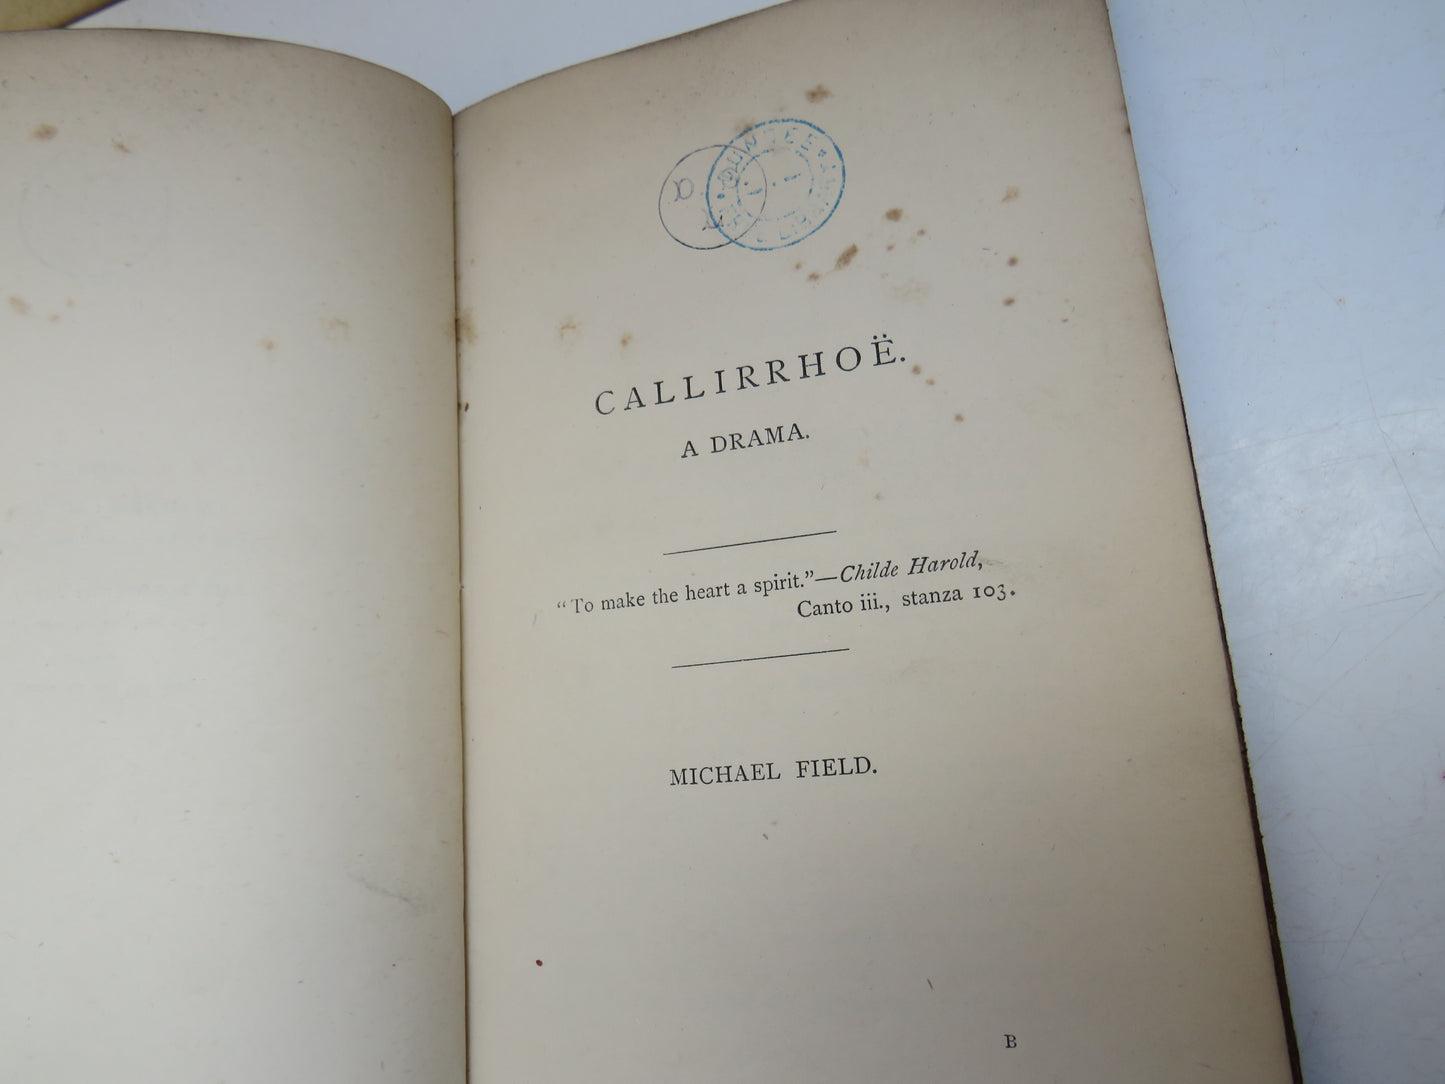 CALLIRRHOË.
A DRAMA.
“To make the heart a spirit.”—Childe Harold,
Canto iii., stanza 103.
MICHAEL FIELD.
B